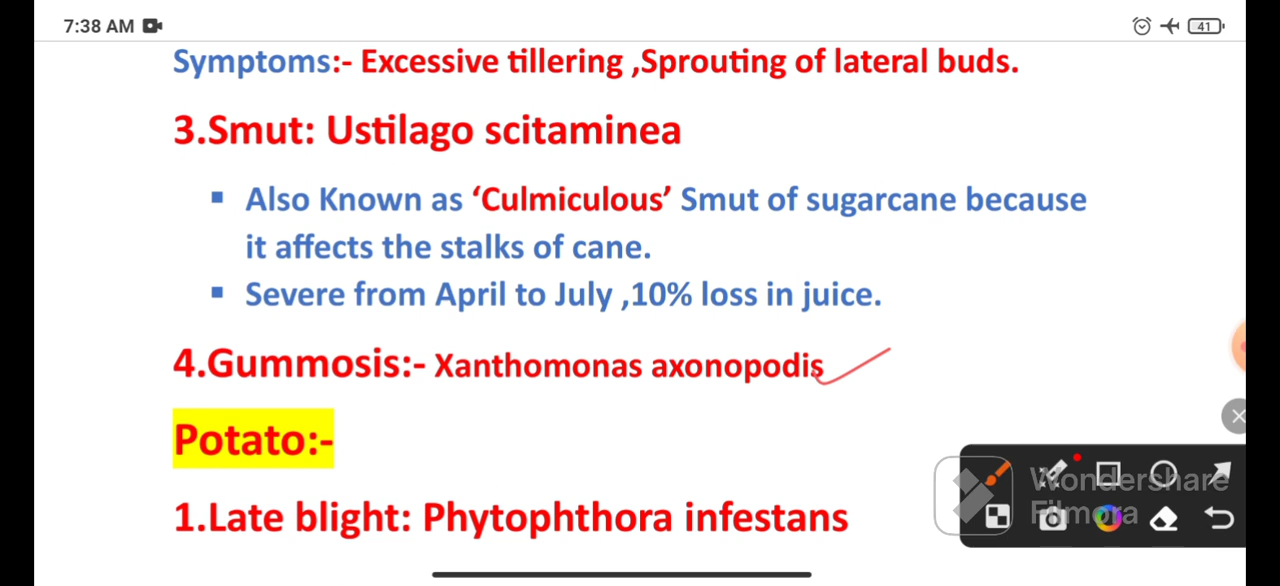 7:38 AM
41
Symptoms:- Excessive tillering ,Sprouting of lateral buds.
3.Smut: Ustilago scitaminea
▪ Also Known as ‘Culmiculous’ Smut of sugarcane because
it affects the stalks of cane.
▪ Severe from April to July ,10% loss in juice.
4.Gummosis:- Xanthomonas axonopodis
Potato:-
1.Late blight: Phytophthora infestans
Wondershare
Filmora